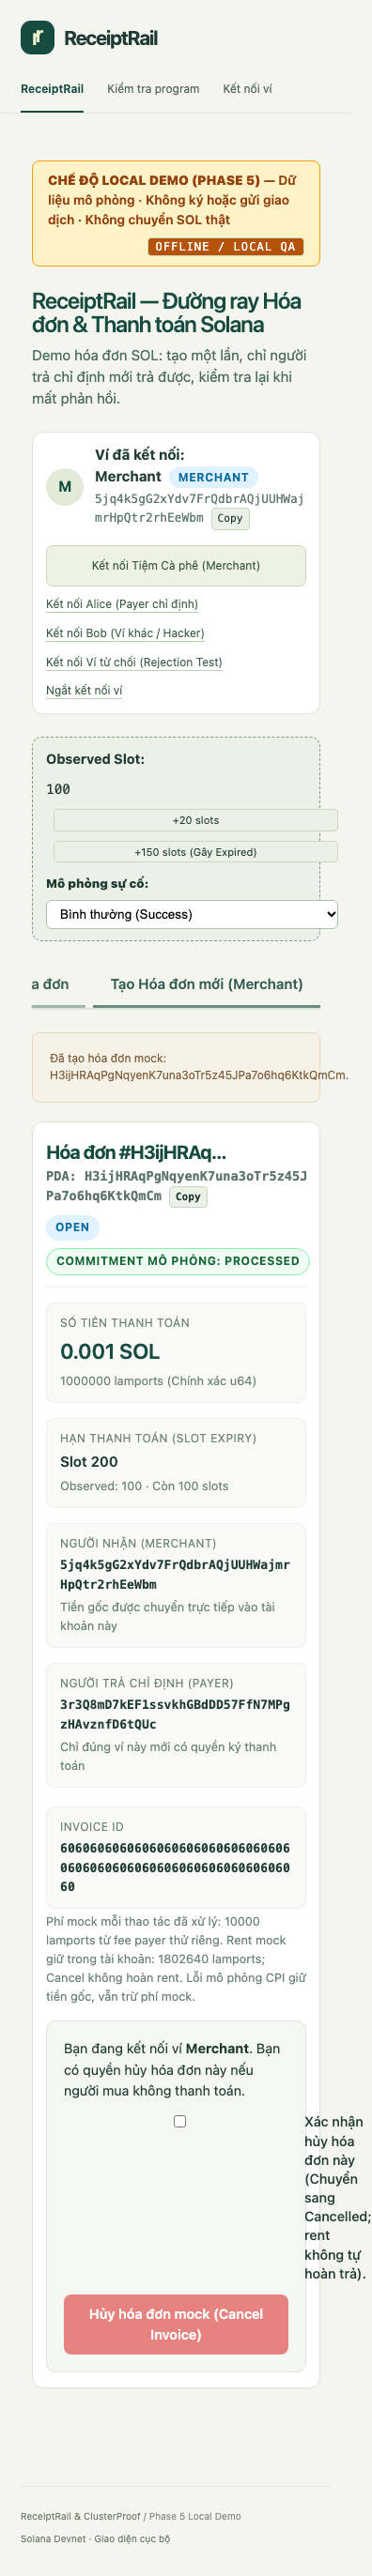 ReceiptRail
ReceiptRail Kiểm tra program Kết nối ví
CHẾ ĐỘ LOCAL DEMO (PHASE 5) — Dữ
liệu mô phỏng · Không ký hoặc gửi giao
dịch · Không chuyển SOL thật
OFFLINE / LOCAL QA
ReceiptRail — Đường ray Hóa
đơn & Thanh toán Solana
Demo hóa đơn SOL: tạo một lần, chỉ người
trả chỉ định mới trả được, kiểm tra lại khi
mất phản hồi.
M
Ví đã kết nối:
Merchant MERCHANT
5jq4k5gG2xYdv7FrQdbrAQjUUHWaj
mrHpQtr2rhEeWbm Copy
Kết nối Tiệm Cà phê (Merchant)
Kết nối Alice (Payer chỉ định)
Kết nối Bob (Ví khác / Hacker)
Kết nối Ví từ chối (Rejection Test)
Ngắt kết nối ví
Observed Slot:
100
+20 slots
+150 slots (Gây Expired)
Mô phỏng sự cố:
Bình thường (Success)
a đơn Tạo Hóa đơn mới (Merchant)
Đã tạo hóa đơn mock:
H3ijHRAqPgNqyenK7una3oTr5z45JPa7o6hq6KtkQmCm.
Hóa đơn #H3ijHRAq...
PDA: H3ijHRAqPgNqyenK7una3oTr5z45J
Pa7o6hq6KtkQmCm Copy
OPEN
COMMITMENT MÔ PHỎNG: PROCESSED
SỐ TIỀN THANH TOÁN
0.001 SOL
1000000 lamports (Chính xác u64)
HẠN THANH TOÁN (SLOT EXPIRY)
Slot 200
Observed: 100 · Còn 100 slots
NGƯỜI NHẬN (MERCHANT)
5jq4k5gG2xYdv7FrQdbrAQjUUHWajmr
HpQtr2rhEeWbm
Tiền gốc được chuyển trực tiếp vào tài
khoản này
NGƯỜI TRẢ CHỈ ĐỊNH (PAYER)
3r3Q8mD7kEF1ssvkhGBdDD57FfN7MPg
zHAvznfD6tQUc
Chỉ đúng ví này mới có quyền ký thanh
toán
INVOICE ID
6060606060606060606060606060606
0606060606060606060606060606060
60
Phí mock mỗi thao tác đã xử lý: 10000
lamports từ fee payer thử riêng. Rent mock
giữ trong tài khoản: 1802640 lamports;
Cancel không hoàn rent. Lỗi mô phỏng CPI giữ
tiền gốc, vẫn trừ phí mock.
Bạn đang kết nối ví Merchant. Bạn
có quyền hủy hóa đơn này nếu
người mua không thanh toán.
Xác nhận
hủy hóa
đơn này
(Chuyển
sang
Cancelled;
rent
không tự
hoàn trả).
Hủy hóa đơn mock (Cancel
Invoice)
ReceiptRail & ClusterProof / Phase 5 Local Demo
Solana Devnet · Giao diện cục bộ